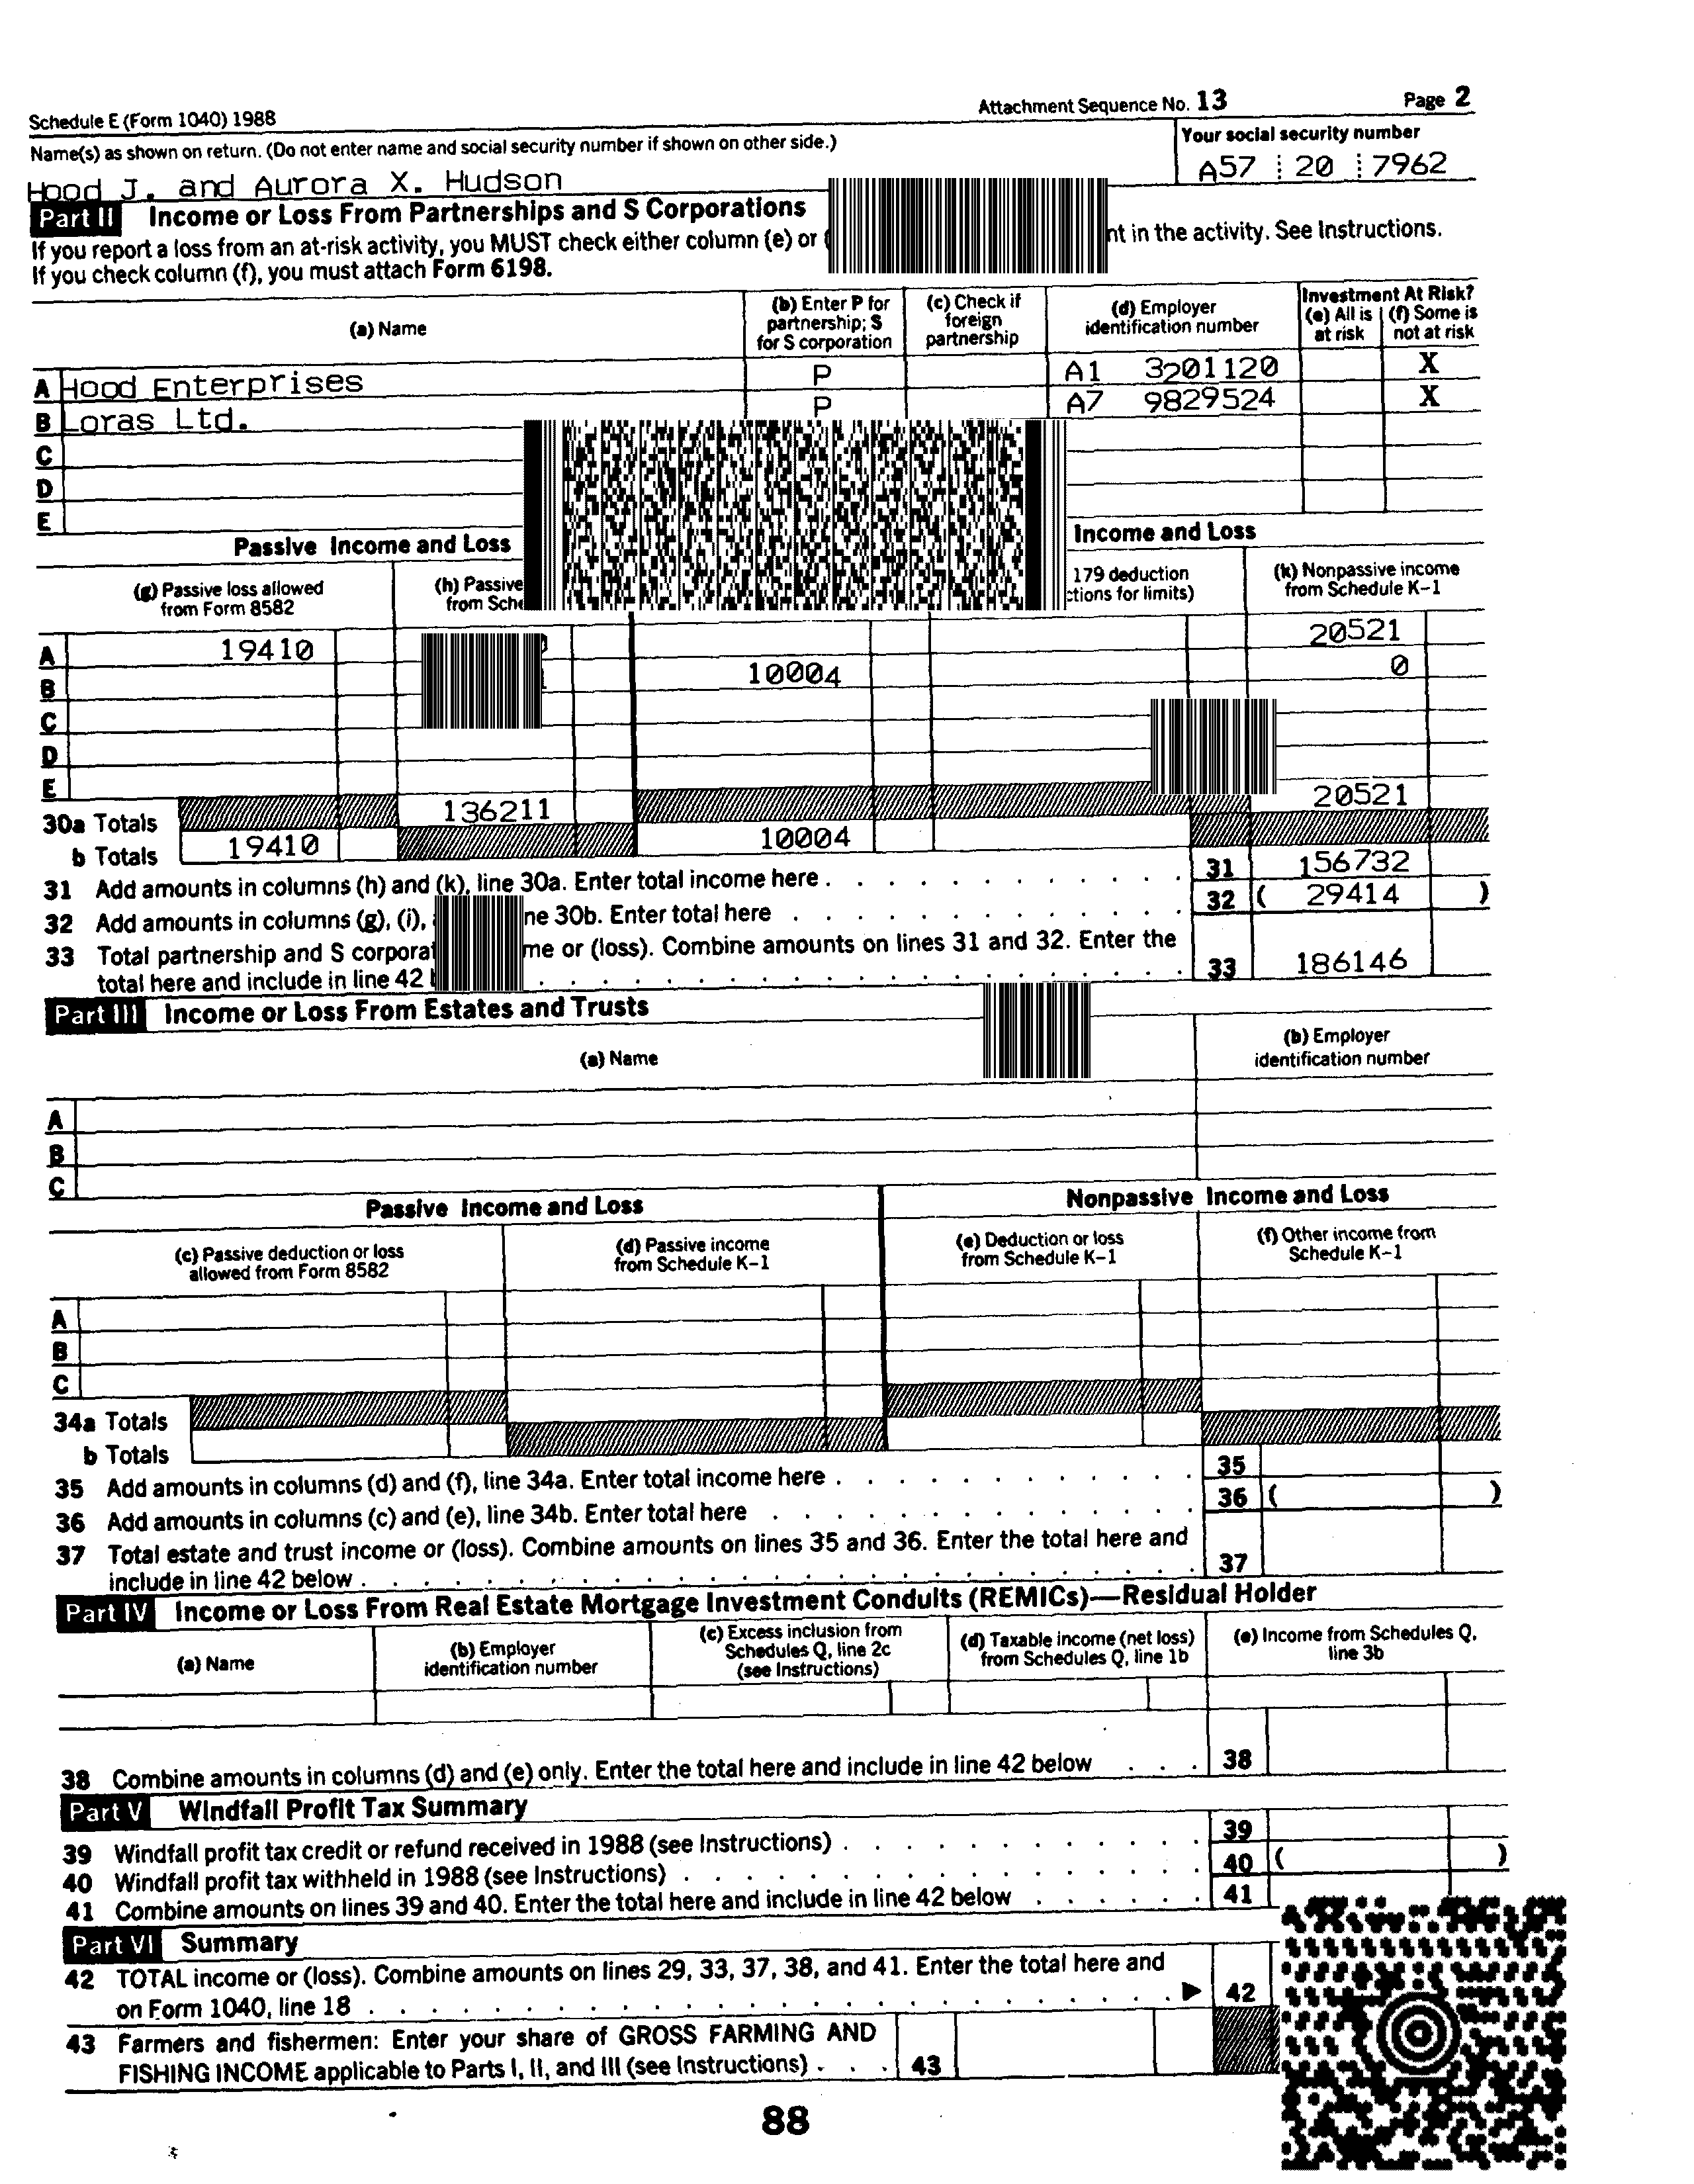 Schedule E (Form 1040) 1988 Attachment Sequence No. 13 Page 2
Name(s) as shown on return. (Do not enter name and social security number if shown on other side.) Your social security number
Hood J. and Aurora X. Hudson A57 20 7962
Part II Income or Loss From Partnerships and S Corporations
If you report a loss from an at-risk activity, you MUST check either column (e) or in the activity. See Instructions.
If you check column (f), you must attach Form 6198.
(a) Name (b) Enter P for partnership; S for S corporation (c) Check if foreign partnership (d) Employer identification number Investment At Risk? (e) All is at risk (f) Some is not at risk
A Hood Enterprises P A1 3201120 X
B Loras Ltd. P A7 9829524 X
C
D
E
Passive Income and Loss Income and Loss
(g) Passive loss allowed from Form 8582 (h) Passive from 179 deduction for limits) (k) Nonpassive income from Schedule K-1
A 19410 20521
B 10004 0
C
D
E
30a Totals 136211 20521
b Totals 19410 10004
31 Add amounts in columns (h) and (k), line 30a. Enter total income here . . . . . . . . . . . 31 156732
32 Add amounts in columns (g), (i), 30b. Enter total here . . . . . . . . . . . . . 32 ( 29414 )
33 Total partnership and S or (loss). Combine amounts on lines 31 and 32. Enter the
total here and include in line 42 . . . . . . . . . . . . . . . . . . . . . 33 186146
Part III Income or Loss From Estates and Trusts
(a) Name (b) Employer identification number
A
B
C
Passive Income and Loss Nonpassive Income and Loss
(c) Passive deduction or loss allowed from Form 8582 (d) Passive income from Schedule K-1 (e) Deduction or loss from Schedule K-1 (f) Other income from Schedule K-1
A
B
C
34a Totals
b Totals
35 Add amounts in columns (d) and (f), line 34a. Enter total income here . . . . . . . . . . . 35
36 Add amounts in columns (c) and (e), line 34b. Enter total here . . . . . . . . . . . . . 36 ( )
37 Total estate and trust income or (loss). Combine amounts on lines 35 and 36. Enter the total here and
include in line 42 below . . . . . . . . . . . . . . . . . . . . . . . . . . 37
Part IV Income or Loss From Real Estate Mortgage Investment Conduits (REMICs)—Residual Holder
(a) Name (b) Employer identification number (c) Excess inclusion from Schedules Q, line 2c (see Instructions) (d) Taxable income (net loss) from Schedules Q, line 1b (e) Income from Schedules Q, line 3b
38 Combine amounts in columns (d) and (e) only. Enter the total here and include in line 42 below . . . 38
Part V Windfall Profit Tax Summary
39 Windfall profit tax credit or refund received in 1988 (see Instructions) . . . . . . . . . . . 39
40 Windfall profit tax withheld in 1988 (see Instructions) . . . . . . . . . . . . . . . . 40 ( )
41 Combine amounts on lines 39 and 40. Enter the total here and include in line 42 below . . . . . . 41
Part VI Summary
42 TOTAL income or (loss). Combine amounts on lines 29, 33, 37, 38, and 41. Enter the total here and
on Form 1040, line 18 . . . . . . . . . . . . . . . . . . . . . . . . . . ▶ 42
43 Farmers and fishermen: Enter your share of GROSS FARMING AND
FISHING INCOME applicable to Parts I, II, and III (see Instructions) . . . 43
88